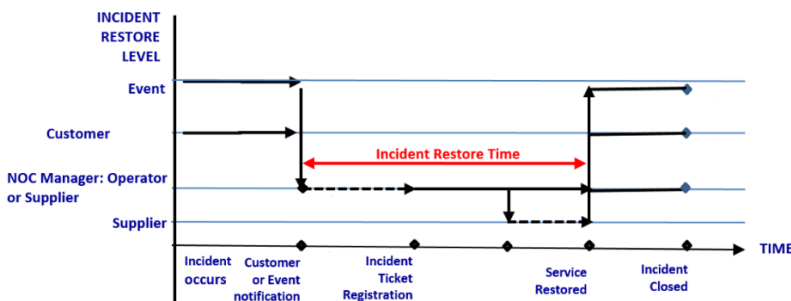 INCIDENT
RESTORE
LEVEL
Event
Customer
Incident Restore Time
NOC Manager: Operator
or Supplier
Supplier
TIME
Incident
occurs
Customer
or Event
notification
Incident
Ticket
Registration
Service
Restored
Incident
Closed